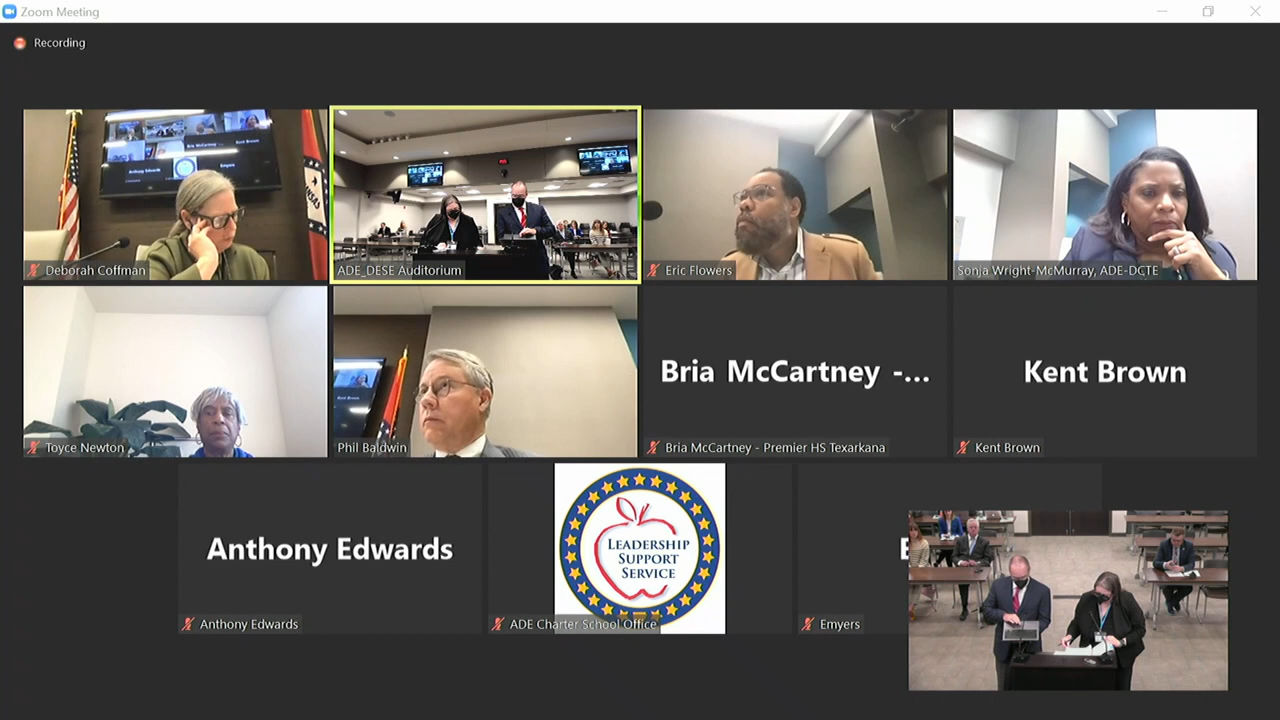 Zoom Meeting
Recording
Deborah Coffman
ADE_DESE Auditorium
Eric Flowers
Sonja Wright-McMurray, ADE-DCTE
Toyce Newton
Phil Baldwin
Bria McCartney -...
Bria McCartney - Premier HS Texarkana
Kent Brown
Kent Brown
Anthony Edwards
Anthony Edwards
LEADERSHIP
SUPPORT
SERVICE
ADE Charter School Office
E
Emyers